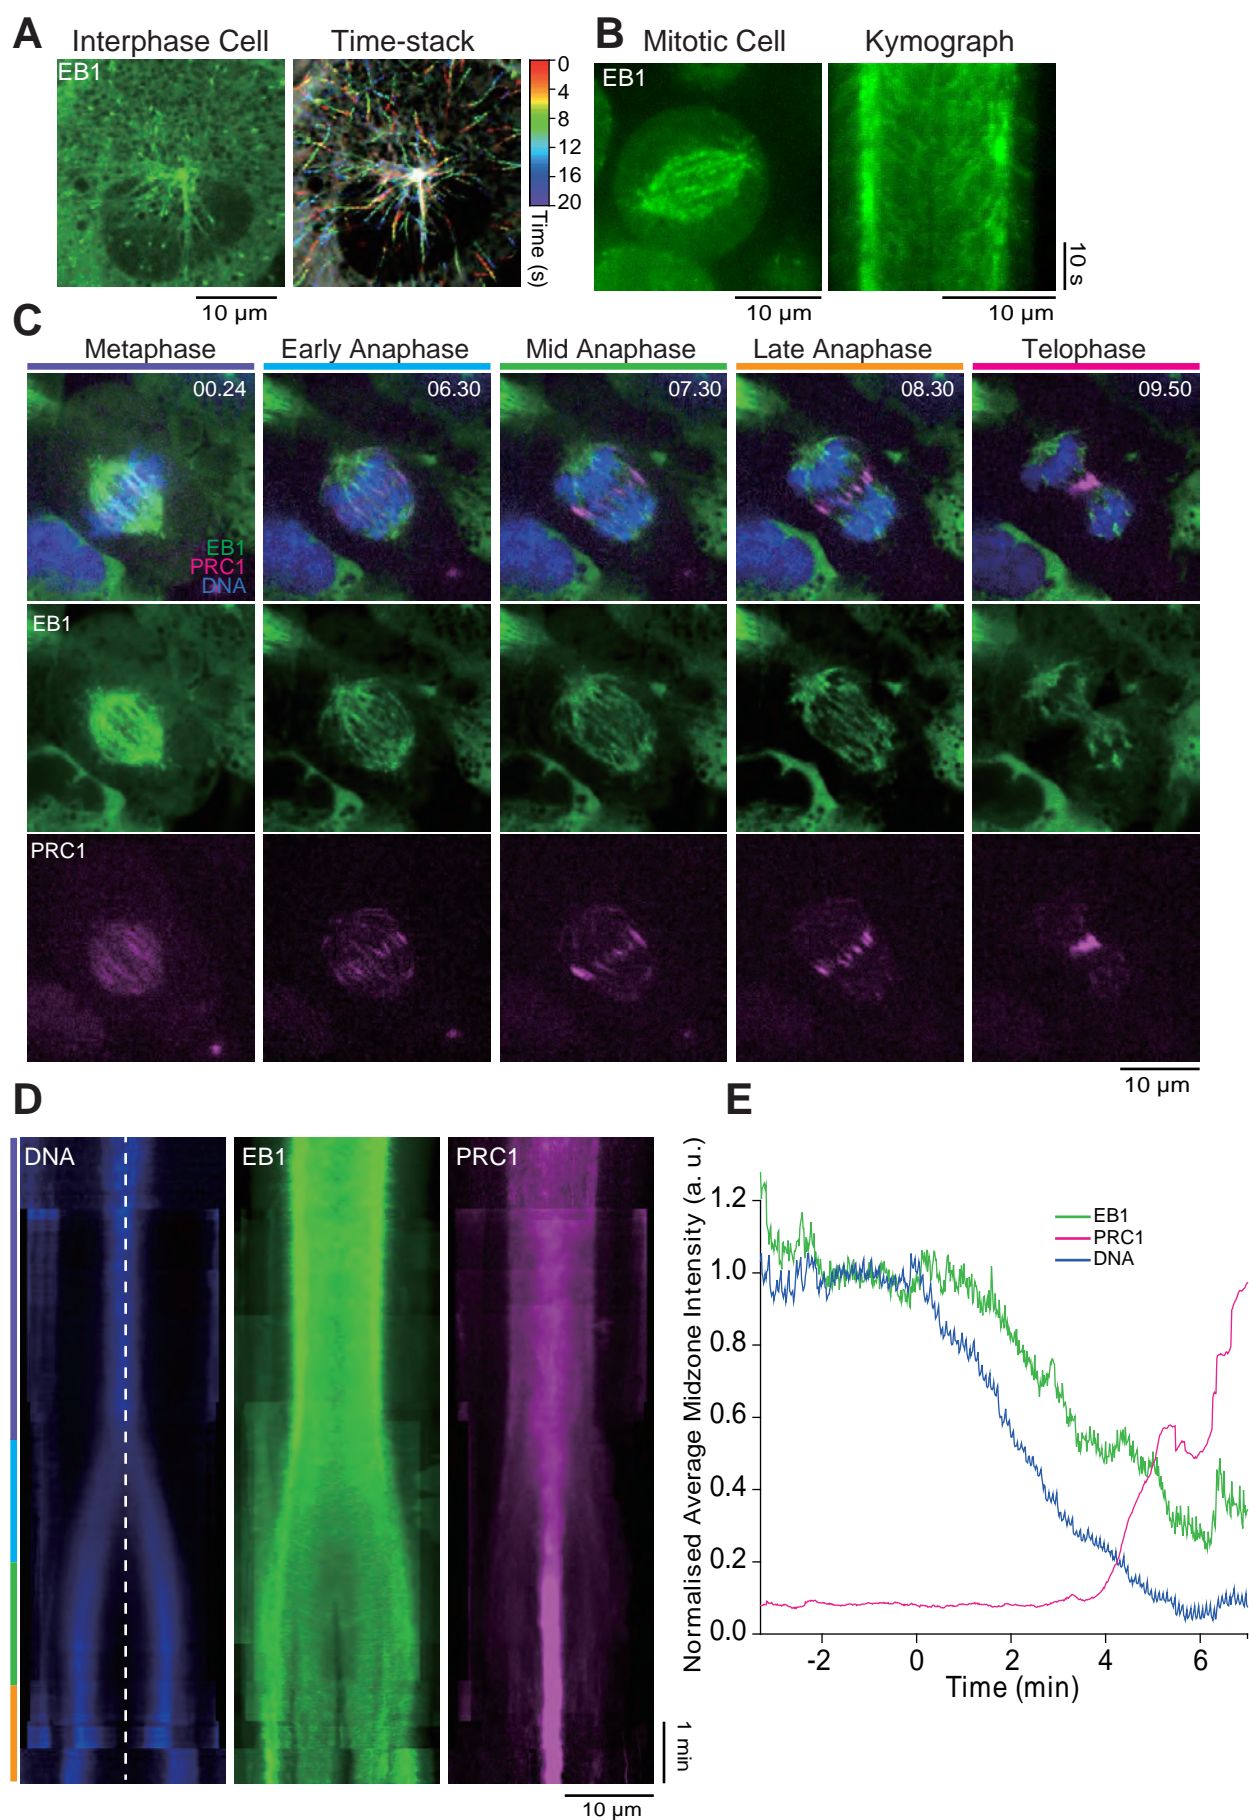 A
Interphase Cell
Time-stack
EB1
0
4
8
12
16
20
Time (s)
10 µm
B
Mitotic Cell
Kymograph
EB1
10 s
10 µm
10 µm
C
Metaphase
Early Anaphase
Mid Anaphase
Late Anaphase
Telophase
00.24
06.30
07.30
08.30
09.50
EB1
PRC1
DNA
EB1
PRC1
10 µm
D
DNA
EB1
PRC1
1 min
10 µm
E
Normalised Average Midzone Intensity (a. u.)
1.2
1.0
0.8
0.6
0.4
0.2
0.0
EB1
PRC1
DNA
-2
0
2
4
6
Time (min)